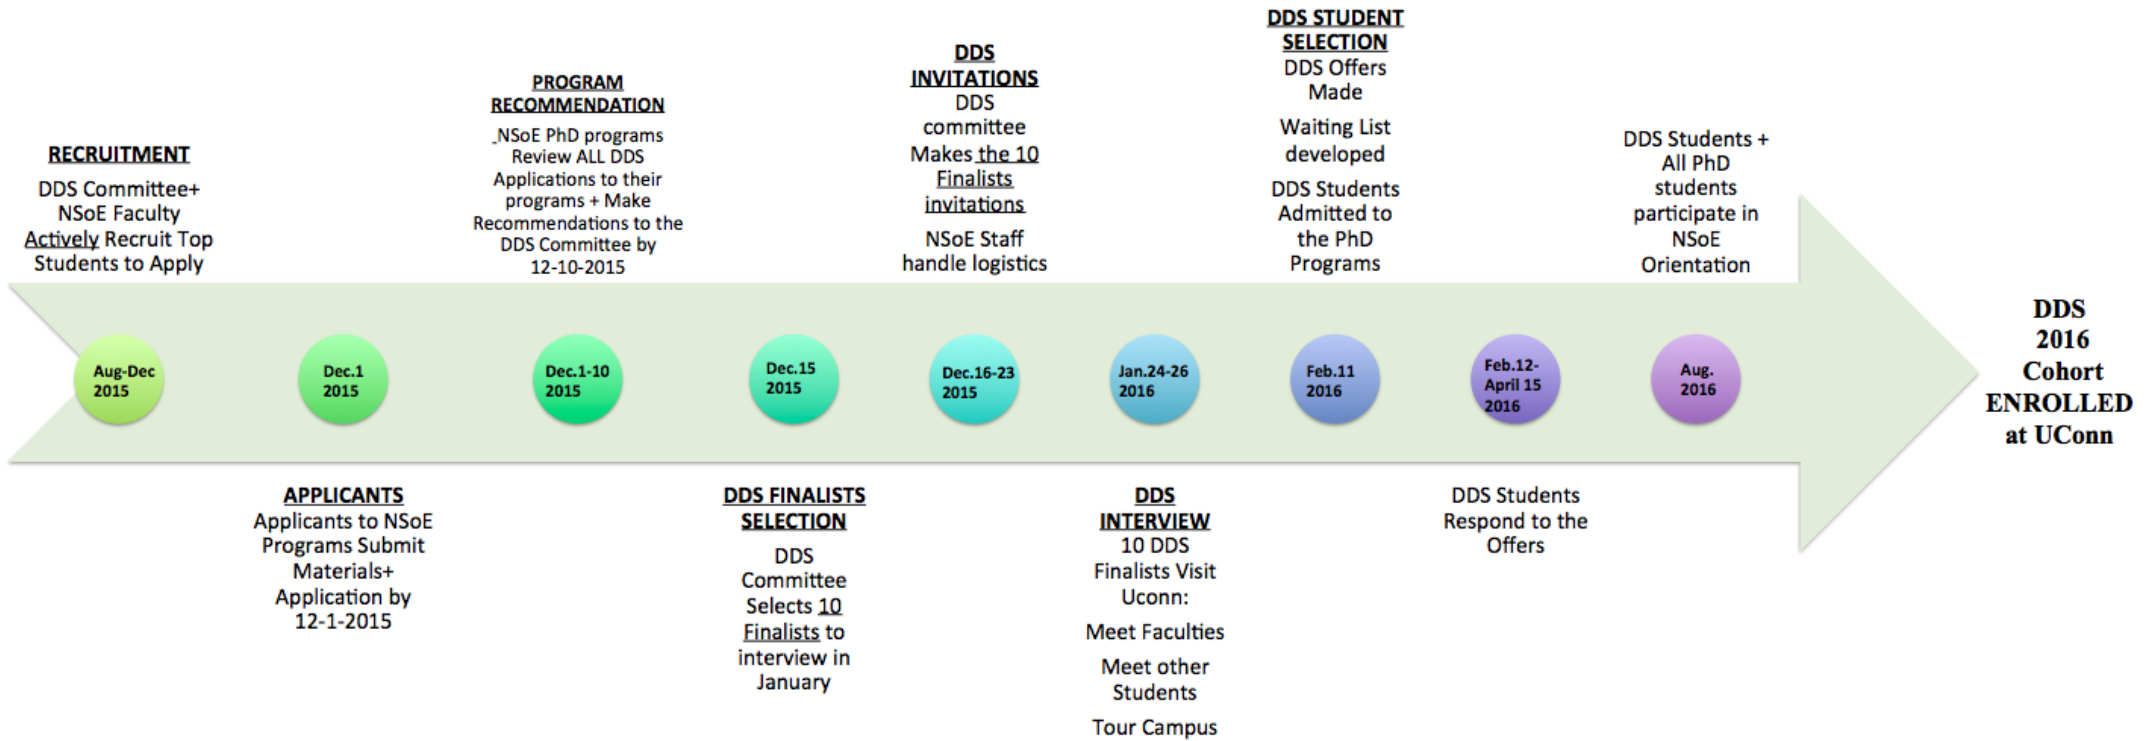 RECRUITMENT
DDS Committee+
NSoE Faculty
Actively Recruit Top
Students to Apply
PROGRAM
RECOMMENDATION
NSoE PhD programs
Review ALL DDS
Applications to their
programs + Make
Recommendations to the
DDS Committee by
12-10-2015
DDS
INVITATIONS
DDS
committee
Makes the 10
Finalists
invitations
NSoE Staff
handle logistics
DDS STUDENT
SELECTION
DDS Offers
Made
Waiting List
developed
DDS Students
Admitted to
the PhD
Programs
DDS Students +
All PhD
students
participate in
NSoE
Orientation
Aug-Dec
2015
Dec.1
2015
Dec.1-10
2015
Dec.15
2015
Dec.16-23
2015
Jan.24-26
2016
Feb.11
2016
Feb.12-
April 15
2016
Aug.
2016
DDS
2016
Cohort
ENROLLED
at UConn
APPLICANTS
Applicants to NSoE
Programs Submit
Materials+
Application by
12-1-2015
DDS FINALISTS
SELECTION
DDS
Committee
Selects 10
Finalists to
interview in
January
DDS
INTERVIEW
10 DDS
Finalists Visit
Uconn:
Meet Faculties
Meet other
Students
Tour Campus
DDS Students
Respond to the
Offers